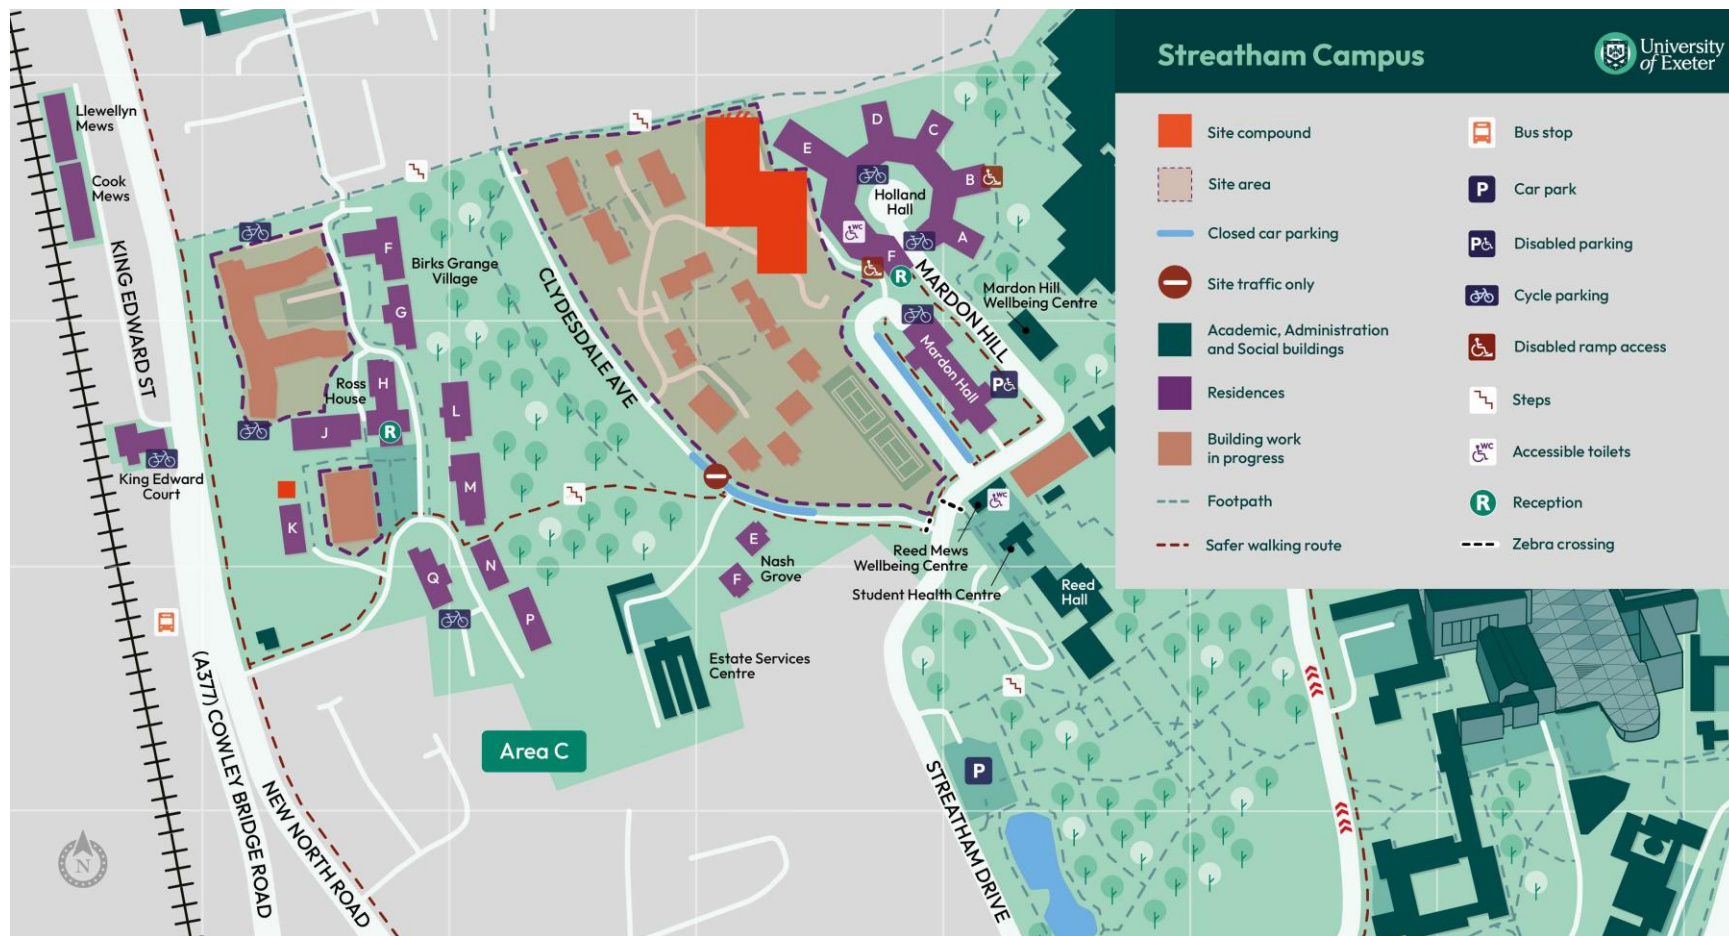 Streatham Campus
University
of Exeter
Site compound
Site area
Closed car parking
Site traffic only
Academic, Administration
and Social buildings
Residences
Building work
in progress
Footpath
Safer walking route
Bus stop
P
Car park
P
Disabled parking
Cycle parking
Disabled ramp access
Steps
WC
Accessible toilets
R
Reception
Zebra crossing
Llewellyn
Mews
Cook
Mews
KING EDWARD ST
King Edward
Court
F
Birks Grange
Village
G
Ross
House
H
J
R
L
M
K
Q
N
P
CLYDESDALE AVE
E
D
C
B
A
F
Holland
Hall
WC
R
MARDON HILL
Mardon Hill
Wellbeing Centre
Mardon Hall
P
WC
Reed Mews
Wellbeing Centre
Student Health Centre
Reed
Hall
E
F
Nash
Grove
Estate Services
Centre
Area C
P
STREATHAM DRIVE
(A377) COWLEY BRIDGE ROAD
NEW NORTH ROAD
N